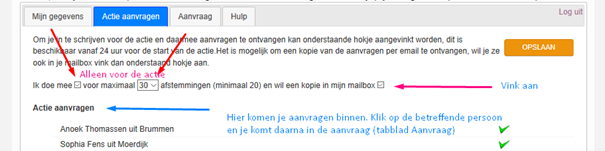 Mijn gegevens Actie aanvragen Aanvraag Hulp Log uit
Om je in te schrijven voor de actie en daarmee aanvragen te ontvangen kan onderstaande hokje aangevinkt worden, dit is
beschikbaar vanaf 24 uur voor de start van de actie.Het is mogelijk om een kopie van de aanvragen per email te ontvangen, wil je ze
ook in je mailbox vink dan onderstaand hokje aan.
OPSLAAN
Alleen voor de actie
Ik doe mee voor maximaal 30 afstemmingen (minimaal 20) en wil een kopie in mijn mailbox
Vink aan
Actie aanvragen
Hier komen je aanvragen binnen. Klik op de betreffende persoon
en je komt daarna in de aanvraag (tabblad Aanvraag)
Anoek Thomassen uit Brummen
Sophia Fens uit Moerdijk